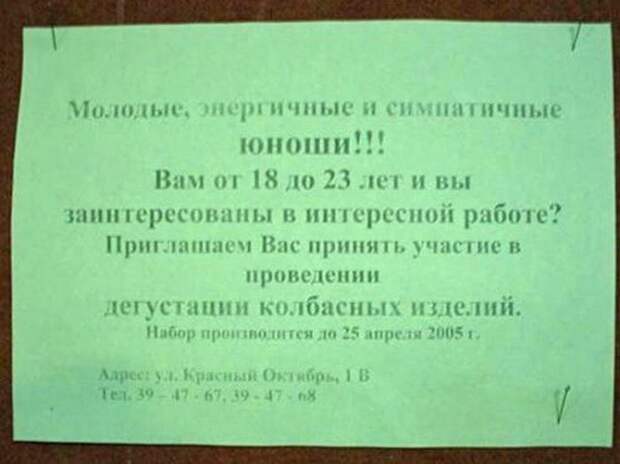 Молодые, энергичные и симпатичные
юноши!!!
Вам от 18 до 23 лет и вы
заинтересованы в интересной работе?
Приглашаем Вас принять участие в
проведении
дегустации колбасных изделий.
Набор производится до 25 апреля 2005 г.
Адрес: ул. Красный Октябрь, 1 В
Тел. 39 - 47 - 67, 39 - 47 - 68